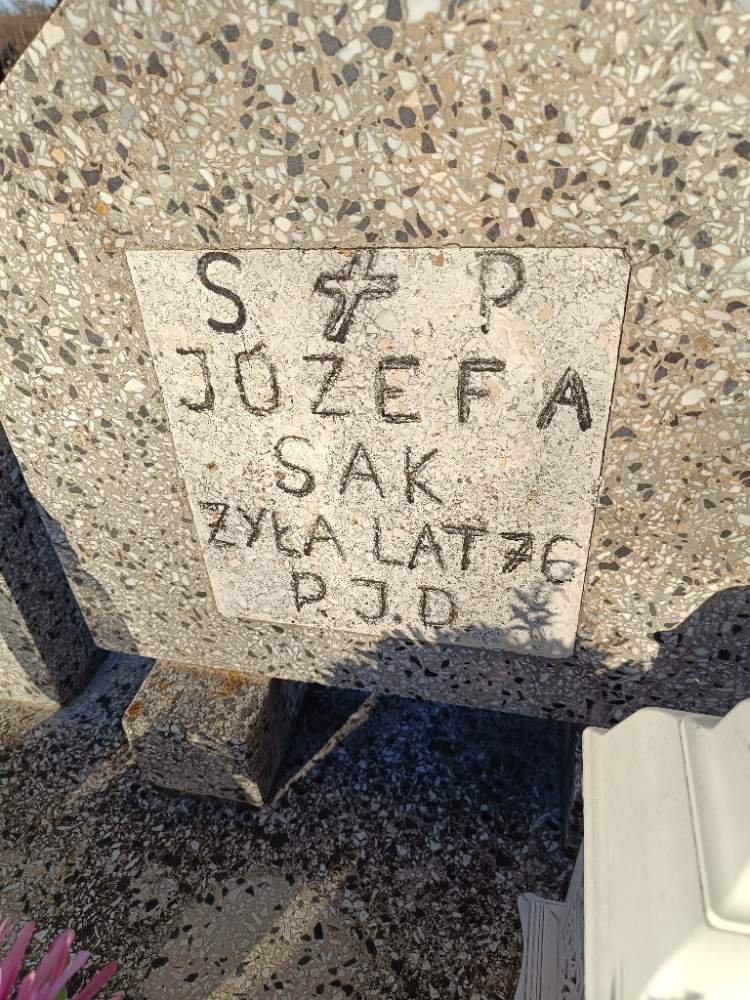 S ✝ P
JÓZEFA
SAK
ŻYŁA LAT 76
P.J.D